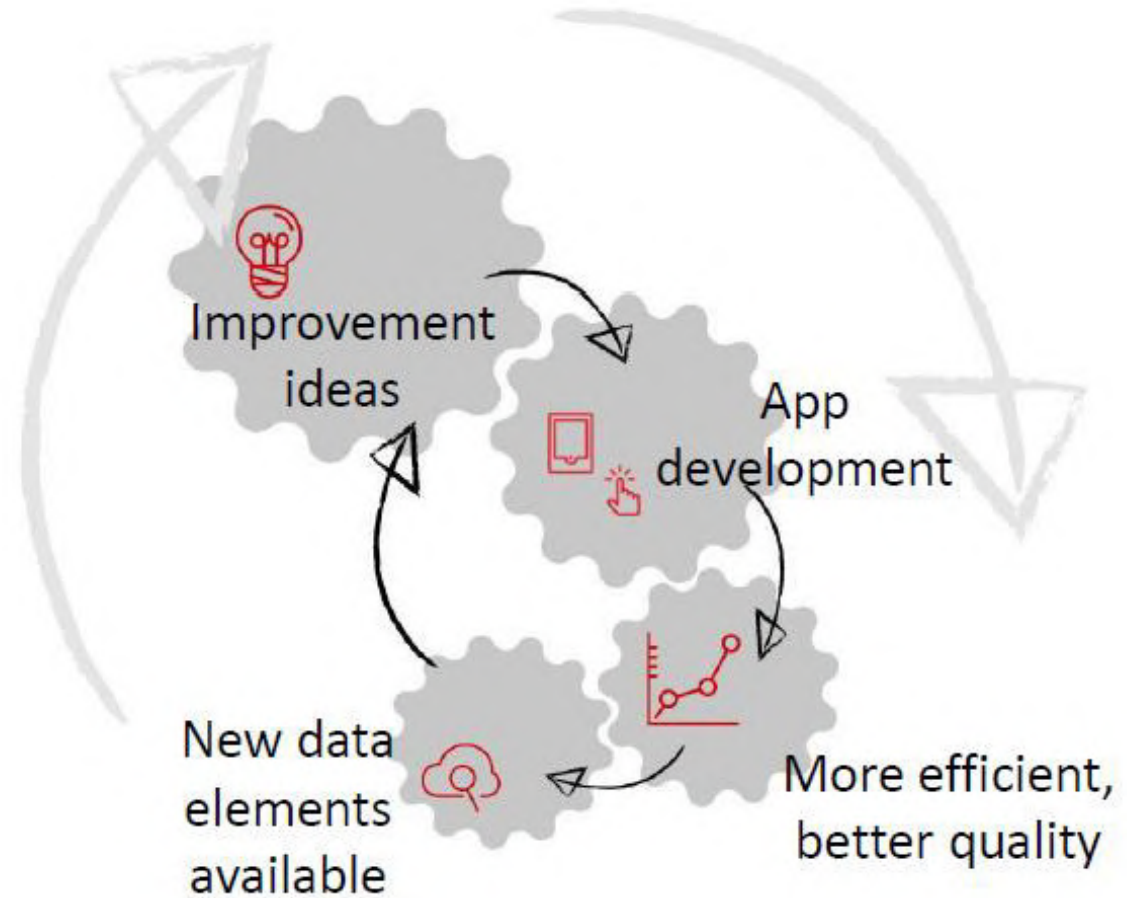 Improvement
ideas
App
development
More efficient,
better quality
New data
elements
available